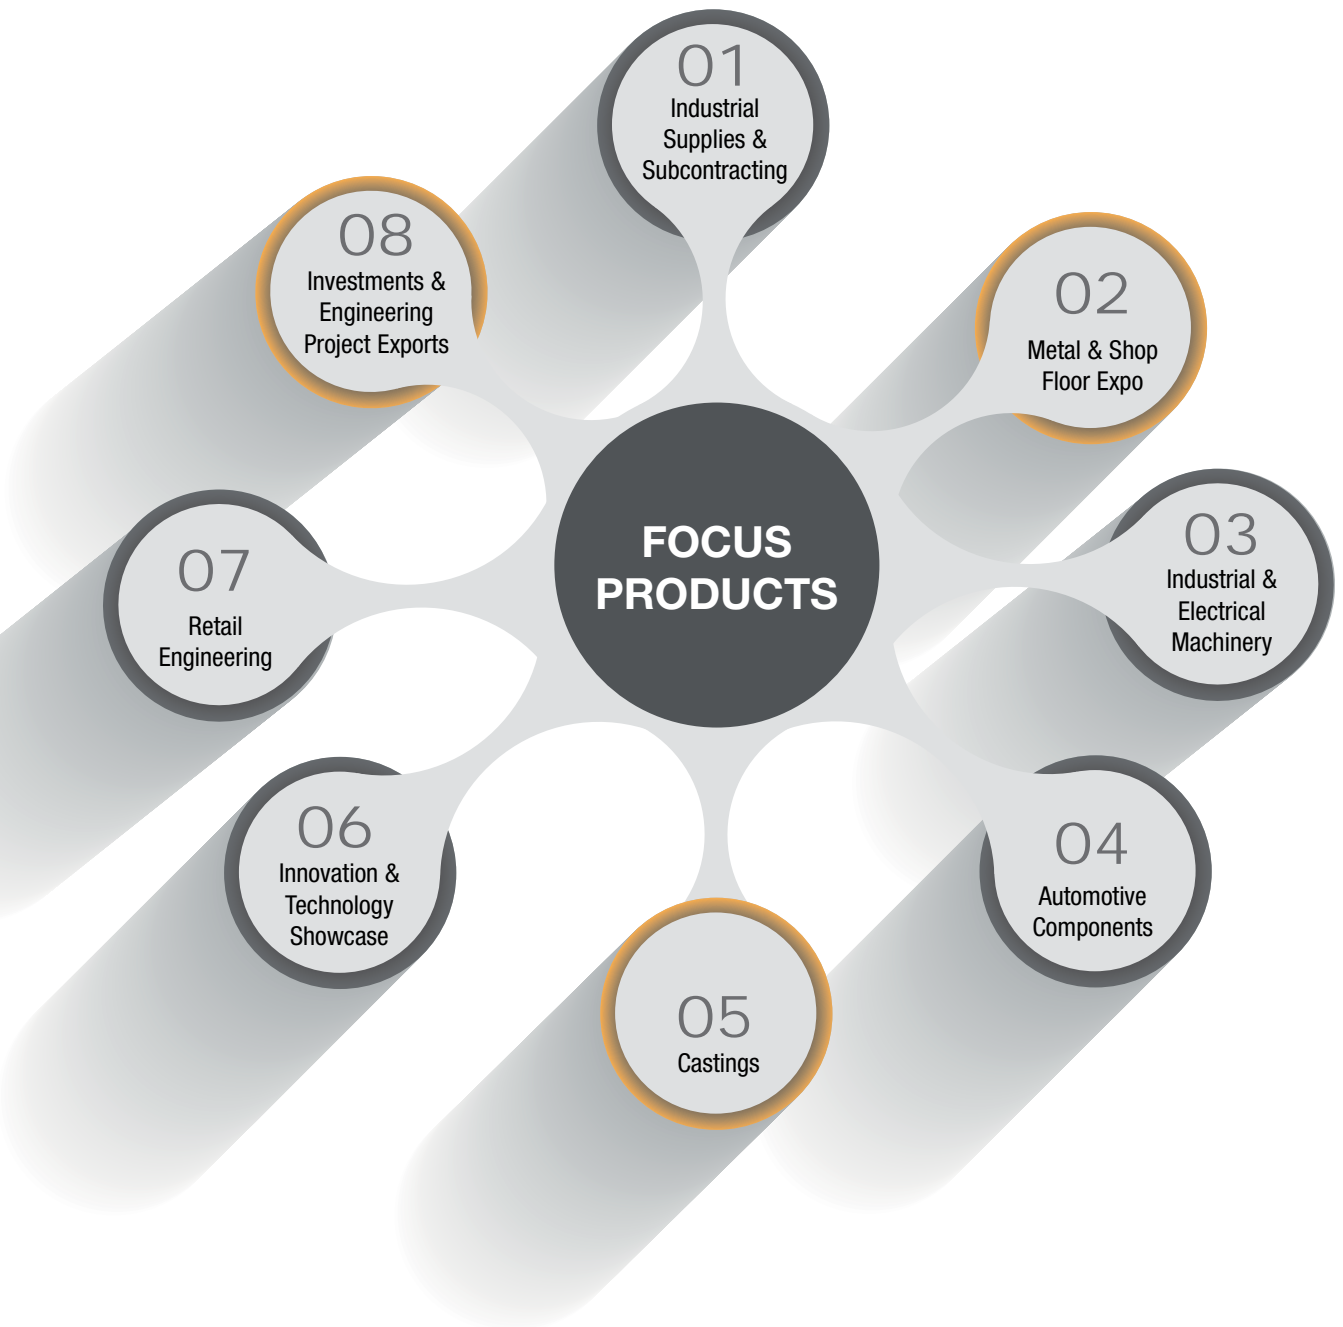 FOCUS
PRODUCTS
01
Industrial
Supplies &
Subcontracting
02
Metal & Shop
Floor Expo
03
Industrial &
Electrical
Machinery
04
Automotive
Components
05
Castings
06
Innovation &
Technology
Showcase
07
Retail
Engineering
08
Investments &
Engineering
Project Exports